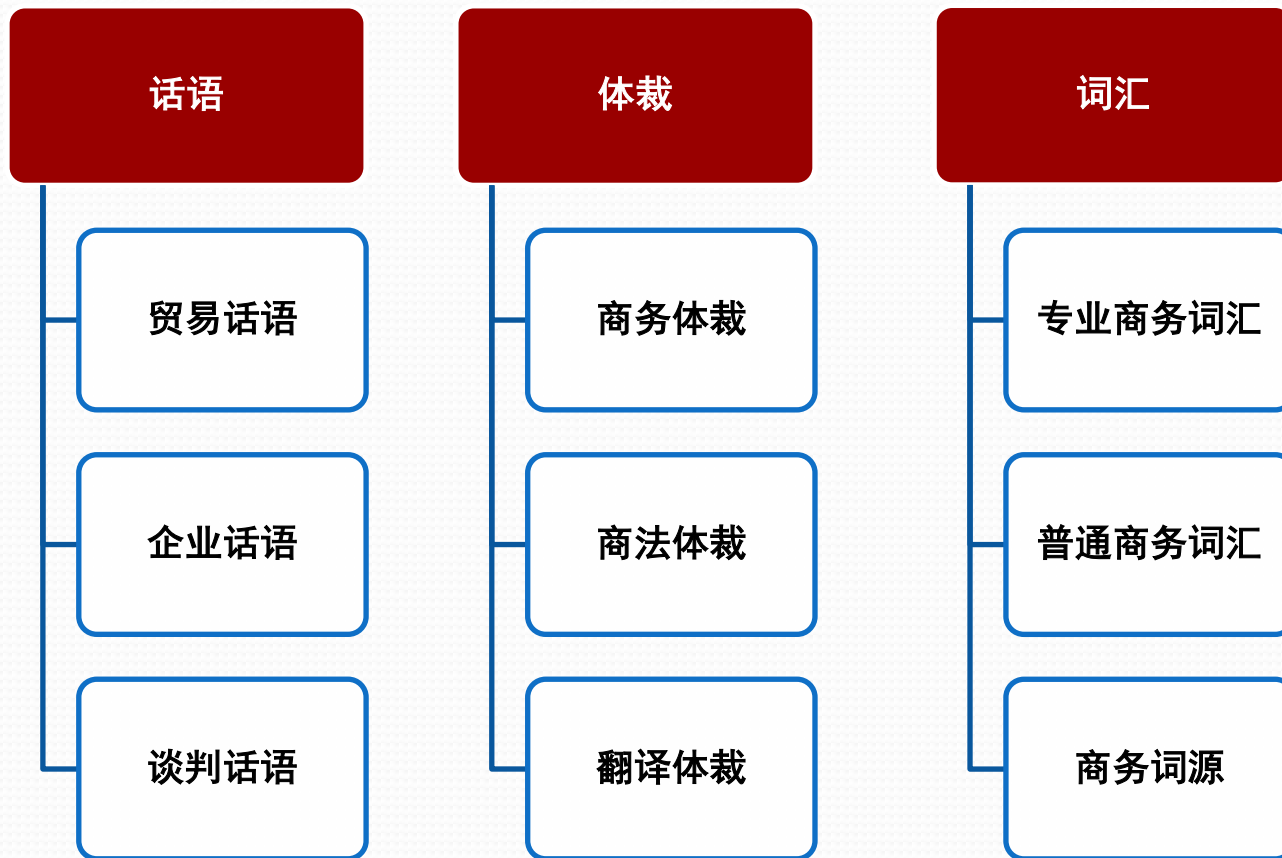 话语
贸易话语
企业话语
谈判话语
体裁
商务体裁
商法体裁
翻译体裁
词汇
专业商务词汇
普通商务词汇
商务词源